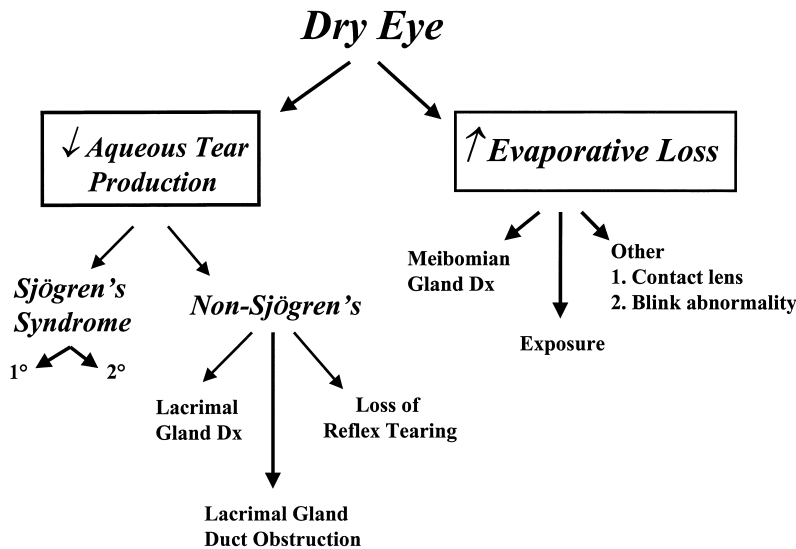 Dry Eye
↓ Aqueous Tear
Production
↑ Evaporative Loss
Sjögren's
Syndrome
1°
2°
Non-Sjögren's
Lacrimal
Gland Dx
Loss of
Reflex Tearing
Lacrimal Gland
Duct Obstruction
Meibomian
Gland Dx
Exposure
Other
1. Contact lens
2. Blink abnormality